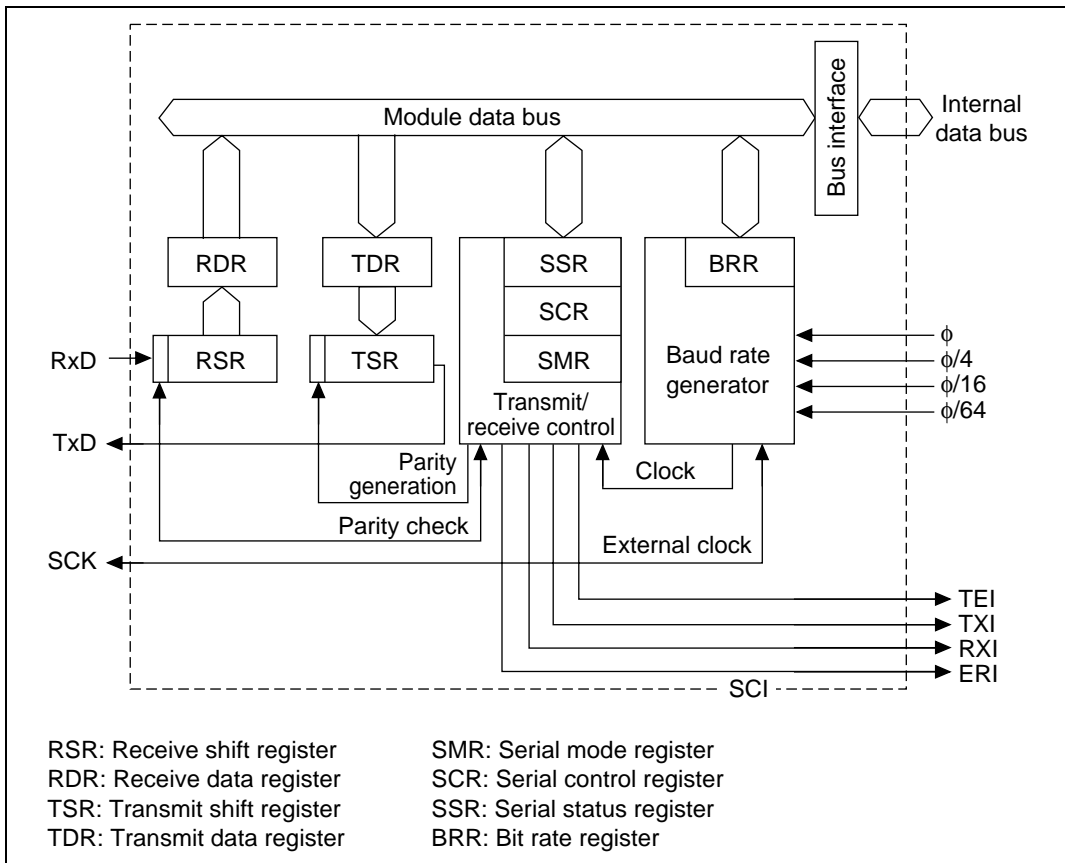 Module data bus
Bus interface
Internal
data bus
RDR
TDR
SSR
BRR
SCR
RxD
RSR
TSR
SMR
Baud rate
generator
ϕ
ϕ/4
ϕ/16
ϕ/64
Transmit/
receive control
TxD
Parity
generation
Clock
Parity check
SCK
External clock
TEI
TXI
RXI
ERI
SCI
RSR: Receive shift register
RDR: Receive data register
TSR: Transmit shift register
TDR: Transmit data register
SMR: Serial mode register
SCR: Serial control register
SSR: Serial status register
BRR: Bit rate register